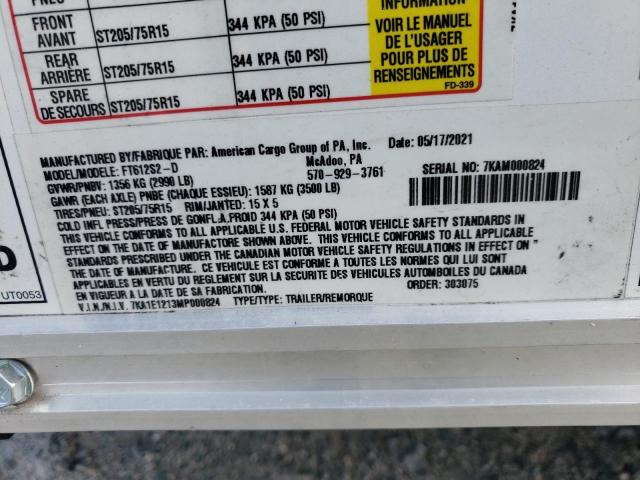 PNEU
FRONT
AVANT ST205/75R15 344 KPA (50 PSI)
REAR
ARRIÈRE ST205/75R15 344 KPA (50 PSI)
SPARE
DE SECOURS ST205/75R15 344 KPA (50 PSI)
INFORMATION
VOIR LE MANUEL
DE L'USAGER
POUR PLUS DE
RENSEIGNEMENTS
FD-339
MANUFACTURED BY/FABRIQUE PAR: American Cargo Group of PA, Inc. Date: 05/17/2021
MODEL/MODELE: FT612S2-D McAdoo, PA
GVWR/PNBV: 1356 KG (2990 LB) 570-929-3761 SERIAL NO: 7KAM000824
GAWR (EACH AXLE) PNBE (CHAQUE ESSIEU): 1587 KG (3500 LB)
TIRES/PNEU: ST205/75R15 RIM/JANTED: 15 X 5
COLD INFL PRESS/PRESS DE GONFL.A.FROID 344 KPA (50 PSI)
THIS VEHICLE CONFORMS TO ALL APPLICABLE U.S. FEDERAL MOTOR VEHICLE SAFETY STANDARDS IN
EFFECT ON THE DATE OF MANUFACTURE SHOWN ABOVE. THIS VEHICLE CONFORMS TO ALL APPLICABLE
STANDARDS PRESCRIBED UNDER THE CANADIAN MOTOR VEHICLE SAFETY REGULATIONS IN EFFECT ON "
THE DATE OF MANUFACTURE. CE VEHICULE EST CONFORME A TOUTES LES NORMES QUI LUI SONT
APPLICABLES EN VERTU DU REGLEMENT SUR LA SECURITE DES VEHICULES AUTOMBOILES DU CANADA
EN VIGUEUR A LA DATE DE SA FABRICATION. ORDER: 303075
V.I.N./N.I.V. 7KA1E1213MP000824 TYPE/TYPE: TRAILER/REMORQUE
D
UT0053